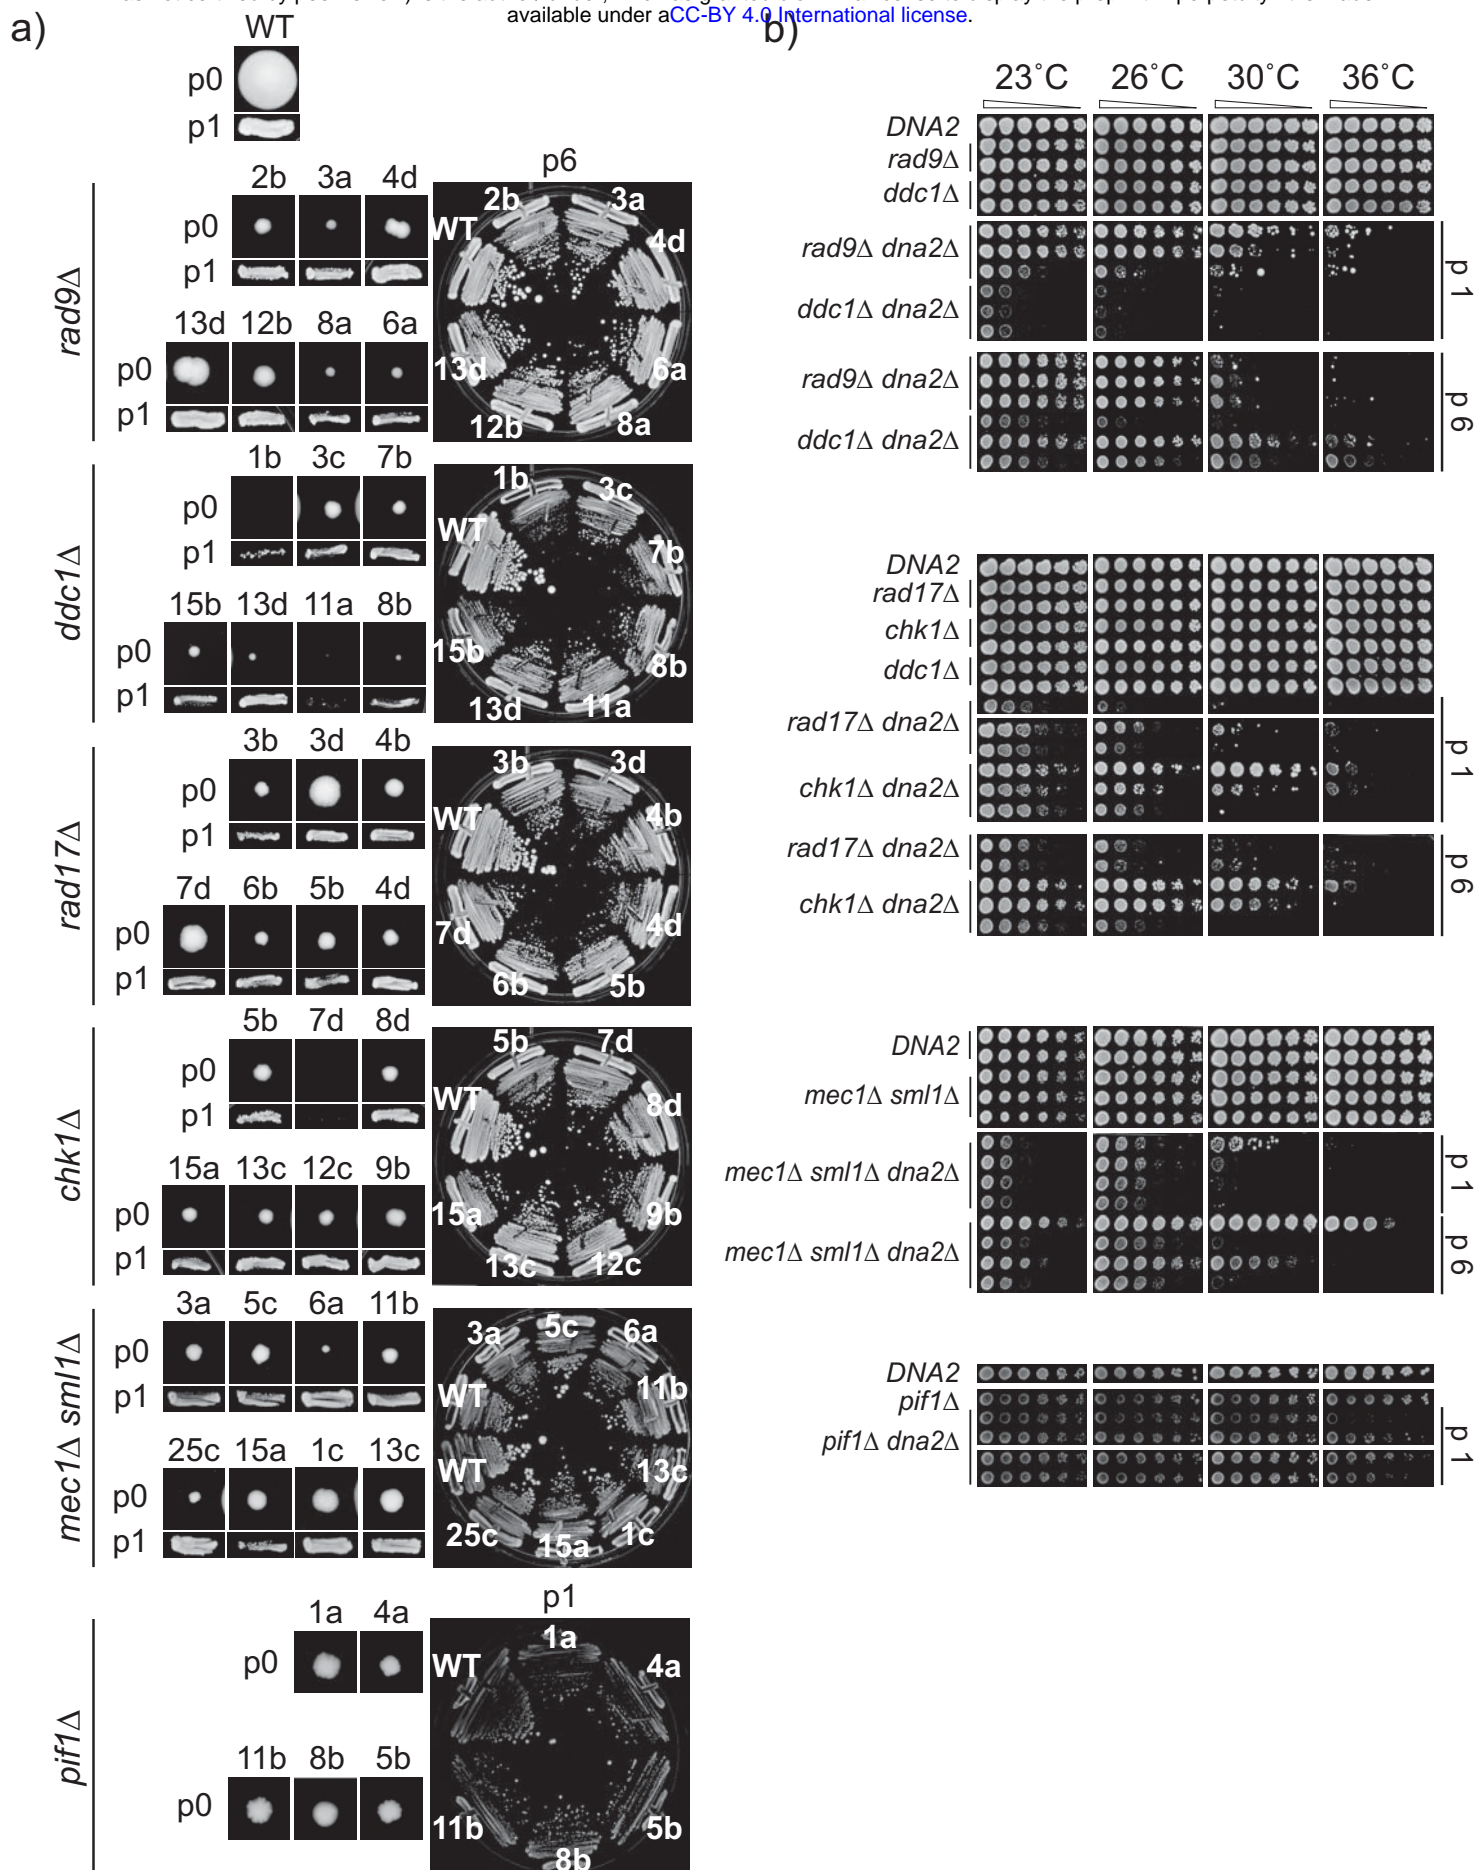 available under aCC-BY 4.0 International license.
a)
WT
p0
p1
rad9Δ
2b 3a 4d
p0
p1
13d 12b 8a 6a
p0
p1
p6
2b 3a
WT 4d
13d 6a
12b 8a
ddc1Δ
1b 3c 7b
p0
p1
15b 13d 11a 8b
p0
p1
1b 3c
WT 7b
15b 8b
13d 11a
rad17Δ
3b 3d 4b
p0
p1
7d 6b 5b 4d
p0
p1
3b 3d
WT 4b
7d 4d
6b 5b
chk1Δ
5b 7d 8d
p0
p1
15a 13c 12c 9b
p0
p1
5b 7d
WT 8d
15a 9b
13c 12c
mec1Δ sml1Δ
3a 5c 6a 11b
p0
p1
25c 15a 1c 13c
p0
p1
3a 5c 6a
WT 11b
WT 13c
25c 15a 1c
pif1Δ
1a 4a
p0
11b 8b 5b
p0
p1
1a
WT 4a
11b 5b
8b
b)
23˚C 26˚C 30˚C 36˚C
DNA2
rad9Δ
ddc1Δ
rad9Δ dna2Δ
ddc1Δ dna2Δ
p 1
rad9Δ dna2Δ
ddc1Δ dna2Δ
p 6
DNA2
rad17Δ
chk1Δ
ddc1Δ
rad17Δ dna2Δ
chk1Δ dna2Δ
p 1
rad17Δ dna2Δ
chk1Δ dna2Δ
p 6
DNA2
mec1Δ sml1Δ
mec1Δ sml1Δ dna2Δ
p 1
mec1Δ sml1Δ dna2Δ
p 6
DNA2
pif1Δ
pif1Δ dna2Δ
p 1